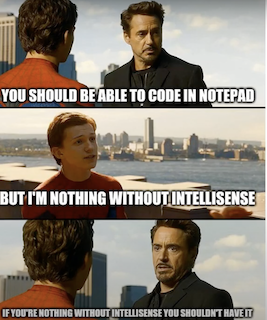 YOU SHOULD BE ABLE TO CODE IN NOTEPAD
BUT I'M NOTHING WITHOUT INTELLISENSE
IF YOU'RE NOTHING WITHOUT INTELLISENSE YOU SHOULDN'T HAVE IT